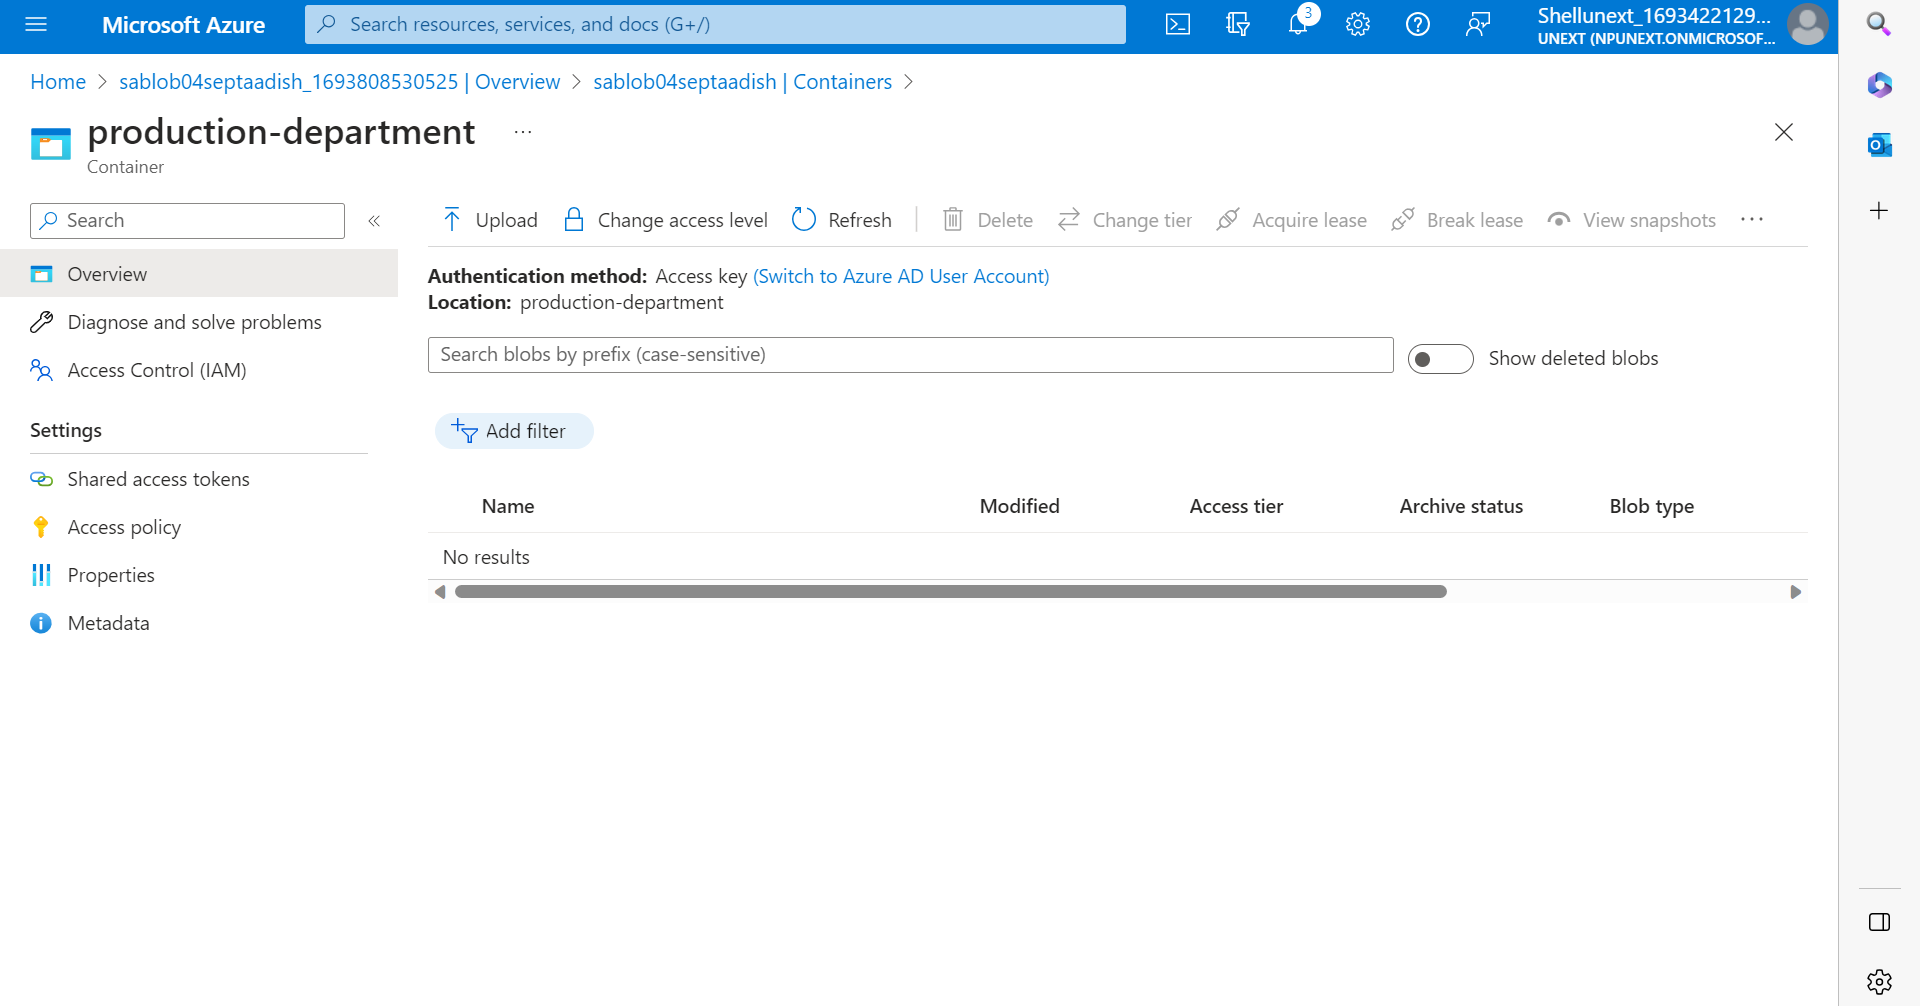 Microsoft Azure
Search resources, services, and docs (G+/)
3
Shellunext_1693422129...
UNEXT (NPUNEXT.ONMICROSOF...
Home > sablob04septaadish_1693808530525 | Overview > sablob04septaadish | Containers >
production-department ...
Container
Search «
Upload Change access level Refresh Delete Change tier Acquire lease Break lease View snapshots ...
Overview
Diagnose and solve problems
Access Control (IAM)
Settings
Shared access tokens
Access policy
Properties
Metadata
Authentication method: Access key (Switch to Azure AD User Account)
Location: production-department
Search blobs by prefix (case-sensitive)
Show deleted blobs
Add filter
Name Modified Access tier Archive status Blob type
No results